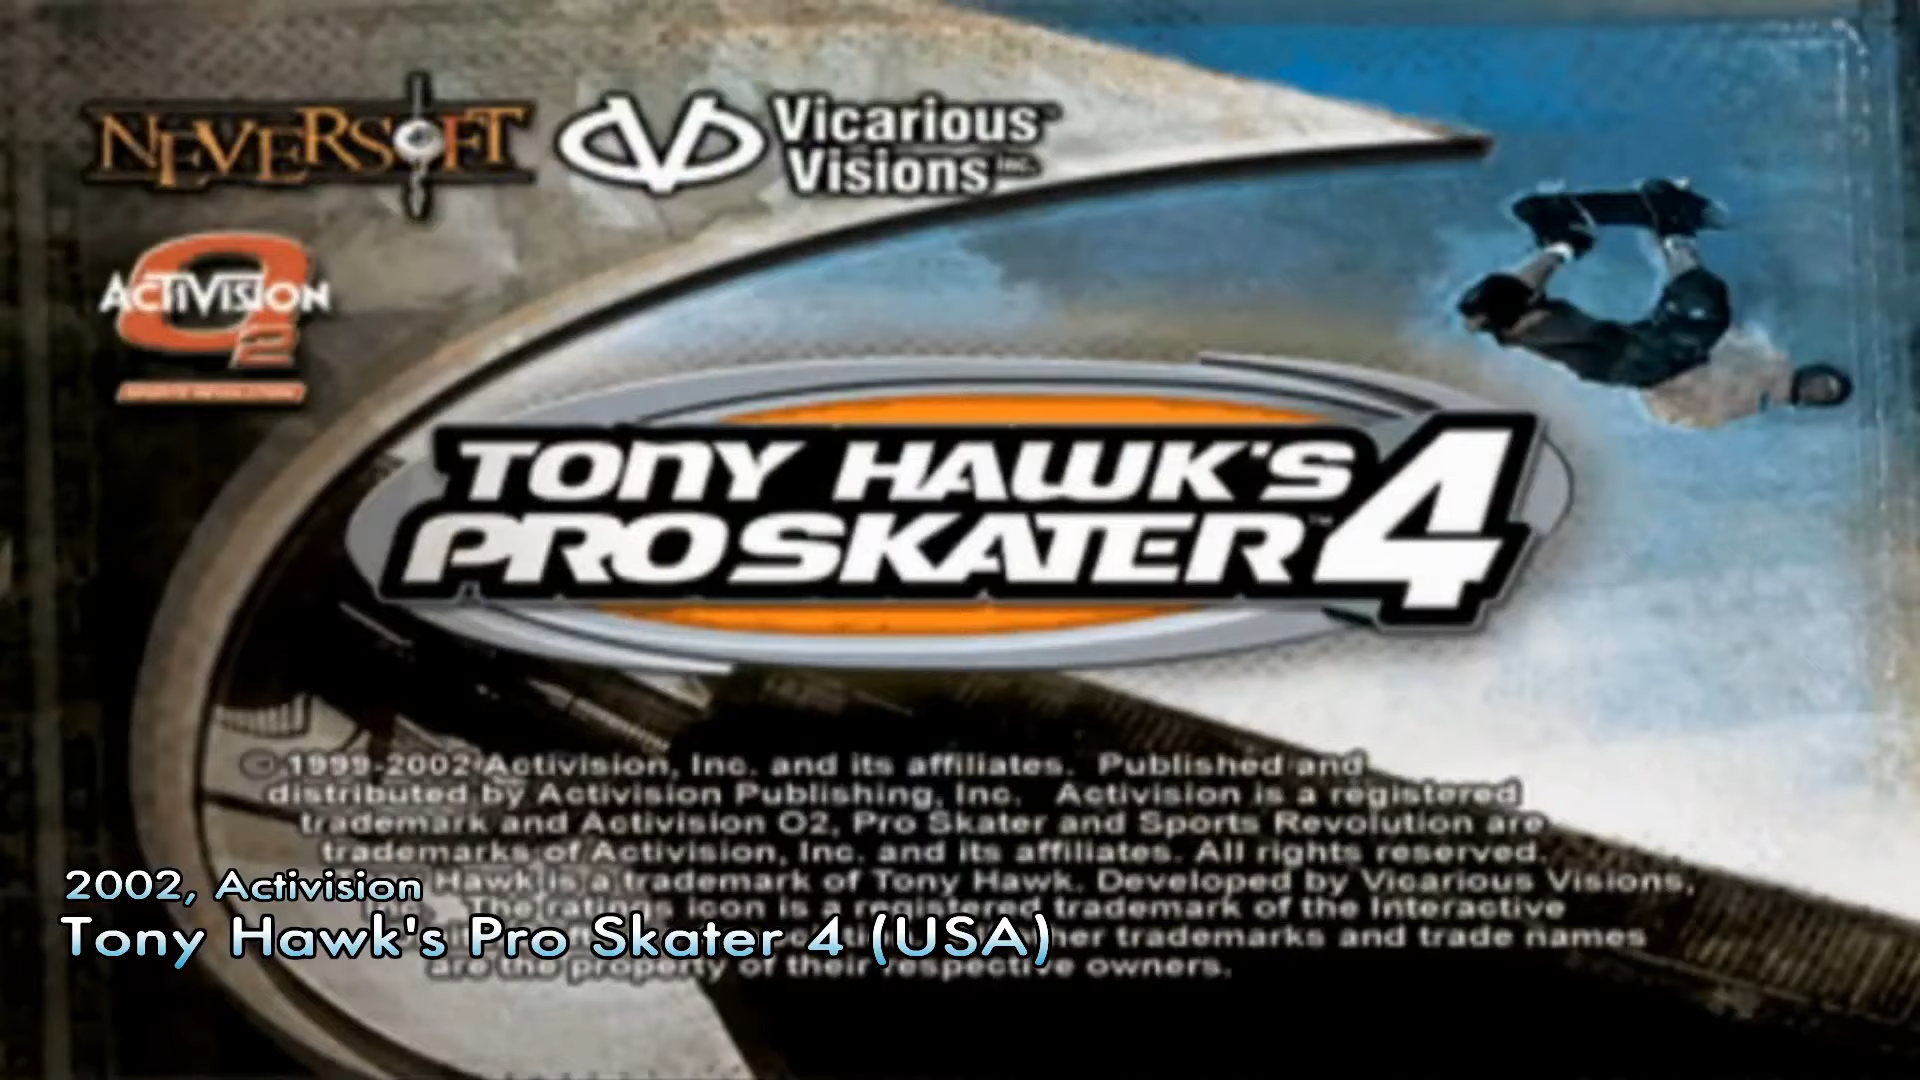 NEVERSOFT
Vicarious
Visions Inc.
ACTIVISION
O2
TONY HAWK'S
PRO SKATER™ 4
©1999-2002 Activision, Inc. and its affiliates. Published and
distributed by Activision Publishing, Inc. Activision is a registered
trademark and Activision O2, Pro Skater and Sports Revolution are
trademarks of Activision, Inc. and its affiliates. All rights reserved.
Hawk is a trademark of Tony Hawk. Developed by Vicarious Visions,
2002, Activision
The ratings icon is a registered trademark of the Interactive
Tony Hawk's Pro Skater 4 (USA)
trademarks and trade names
are the property of their respective owners.